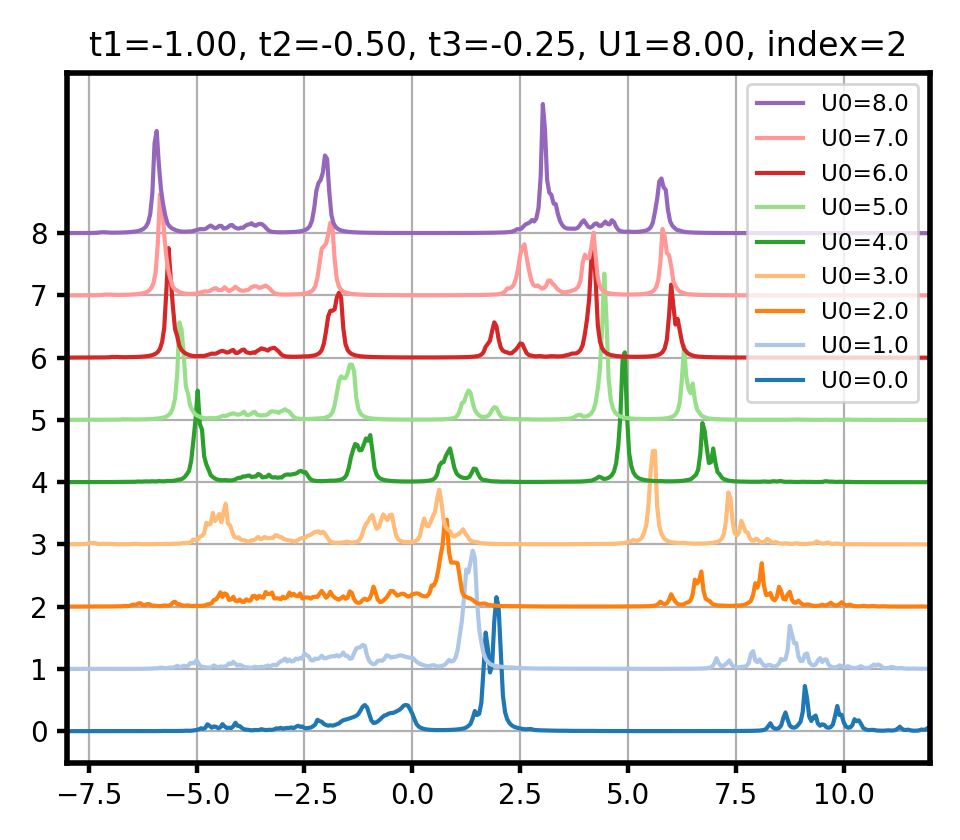 t1=-1.00, t2=-0.50, t3=-0.25, U1=8.00, index=2
U0=8.0
U0=7.0
U0=6.0
U0=5.0
U0=4.0
U0=3.0
U0=2.0
U0=1.0
U0=0.0
8
7
6
5
4
3
2
1
0
−7.5 −5.0 −2.5 0.0 2.5 5.0 7.5 10.0